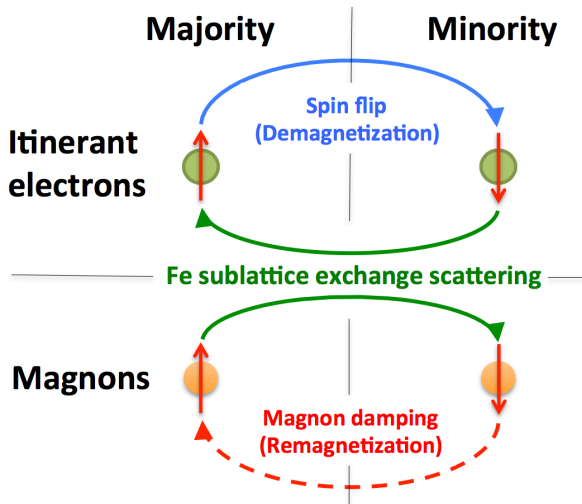 Majority
Minority
Spin flip
(Demagnetization)
Itinerant
electrons
Fe sublattice exchange scattering
Magnons
Magnon damping
(Remagnetization)